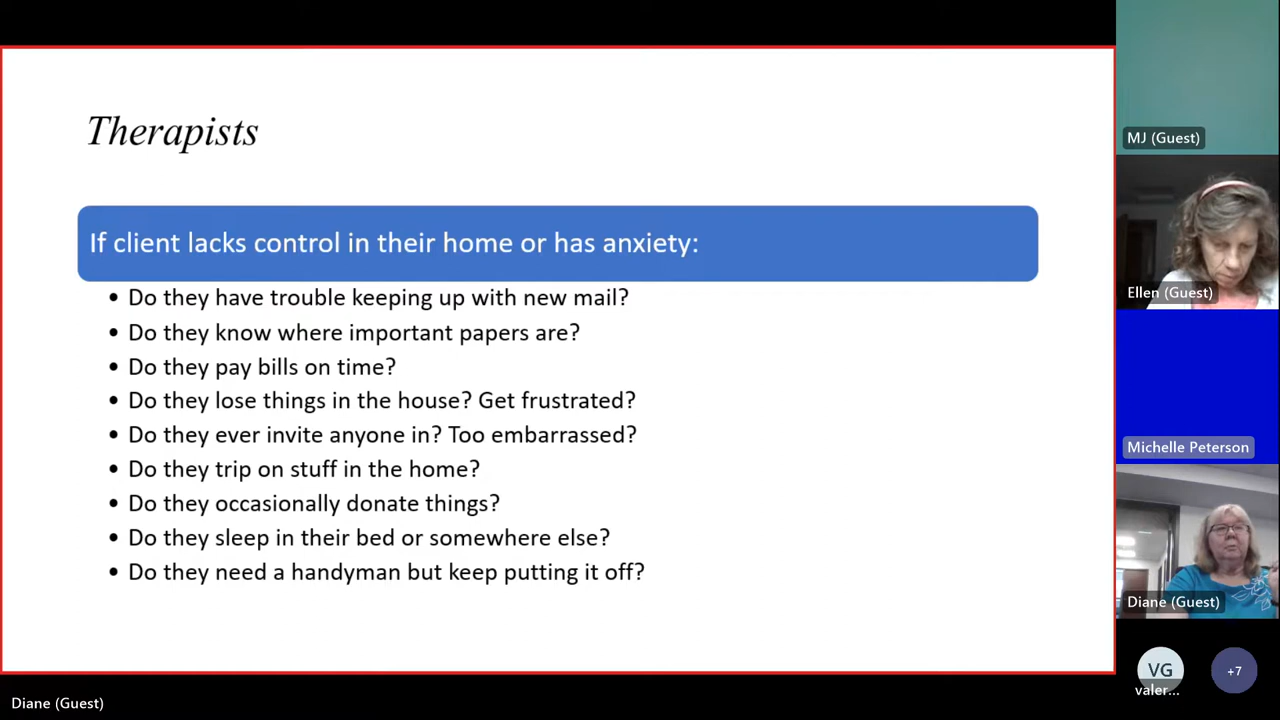 Therapists
If client lacks control in their home or has anxiety:
• Do they have trouble keeping up with new mail?
• Do they know where important papers are?
• Do they pay bills on time?
• Do they lose things in the house? Get frustrated?
• Do they ever invite anyone in? Too embarrassed?
• Do they trip on stuff in the home?
• Do they occasionally donate things?
• Do they sleep in their bed or somewhere else?
• Do they need a handyman but keep putting it off?
MJ (Guest)
Ellen (Guest)
Michelle Peterson
Diane (Guest)
VG
valer...
+7
Diane (Guest)